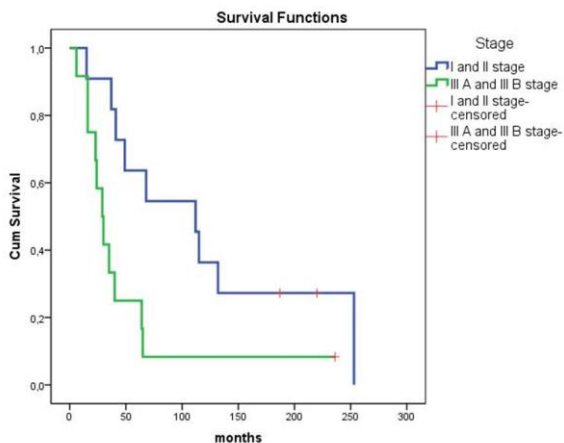 Survival Functions
Stage
I and II stage
III A and III B stage
I and II stage-
censored
III A and III B stage-
censored
1,0
0,8
0,6
0,4
0,2
0,0
Cum Survival
0 50 100 150 200 250 300
months